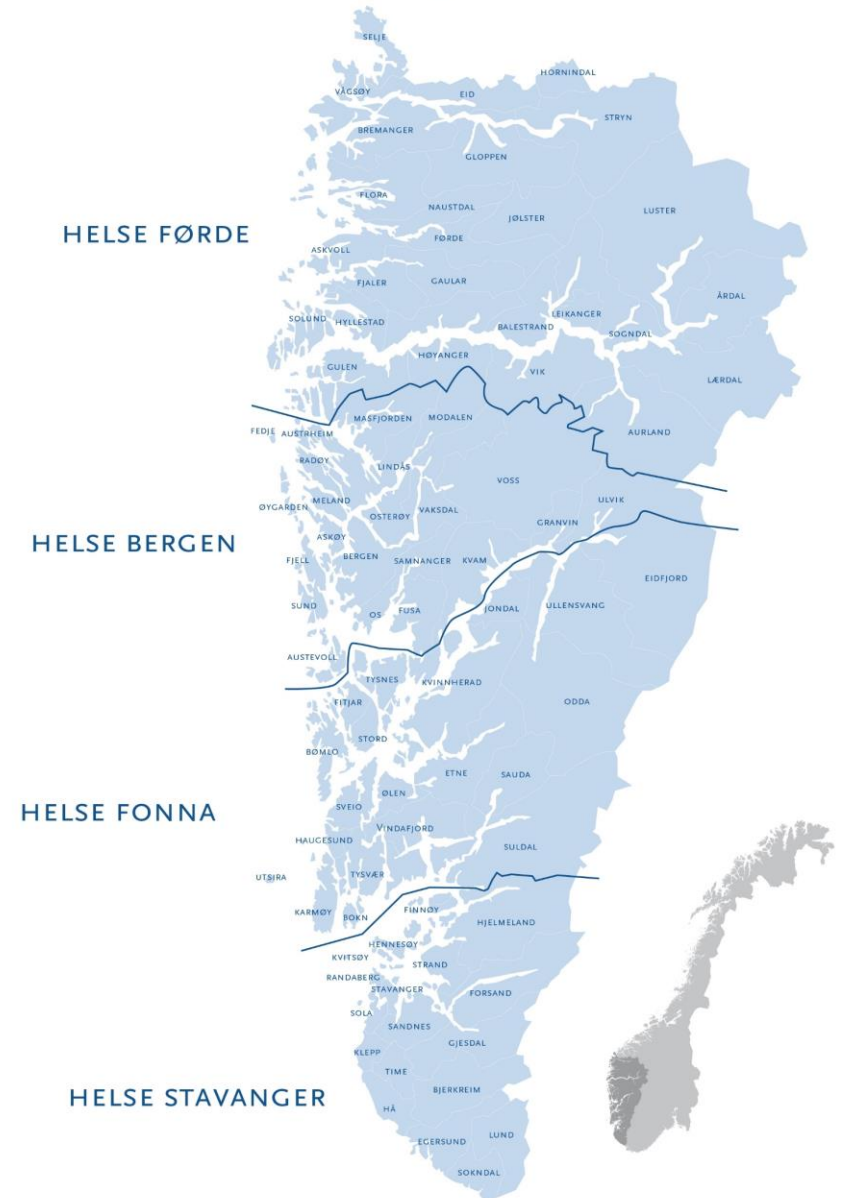 SELJE
HORNINDAL
VÅGSØY
EID
STRYN
BREMANGER
GLOPPEN
FLORA
NAUSTDAL
JØLSTER
LUSTER
HELSE FØRDE
FØRDE
ASKVOLL
FJALER
GAULAR
ÅRDAL
LEIKANGER
SOLUND
HYLLESTAD
BALESTRAND
SOGNDAL
HØYANGER
GULEN
VIK
LÆRDAL
MASFJORDEN
MODALEN
FEDJE
AUSTRHEIM
AURLAND
RADØY
LINDÅS
VOSS
MELAND
ULVIK
ØYGARDEN
OSTERØY
VAKSDAL
GRANVIN
ASKØY
HELSE BERGEN
BERGEN
FJELL
SAMNANGER
KVAM
EIDFJORD
SUND
OS
FUSA
JONDAL
ULLENSVANG
AUSTEVOLL
TYSNES
KVINNHERAD
FITJAR
ODDA
STORD
BØMLO
ETNE
SAUDA
ØLEN
SVEIO
HELSE FONNA
VINDAFJORD
HAUGESUND
SULDAL
UTSIRA
TYSVÆR
KARMØY
BOKN
FINNØY
HJELMELAND
HENNESØY
KVITSØY
STRAND
RANDABERG
STAVANGER
FORSAND
SOLA
SANDNES
GJESDAL
KLEPP
TIME
BJERKREIM
HELSE STAVANGER
HÅ
EGERSUND
LUND
SOKNDAL